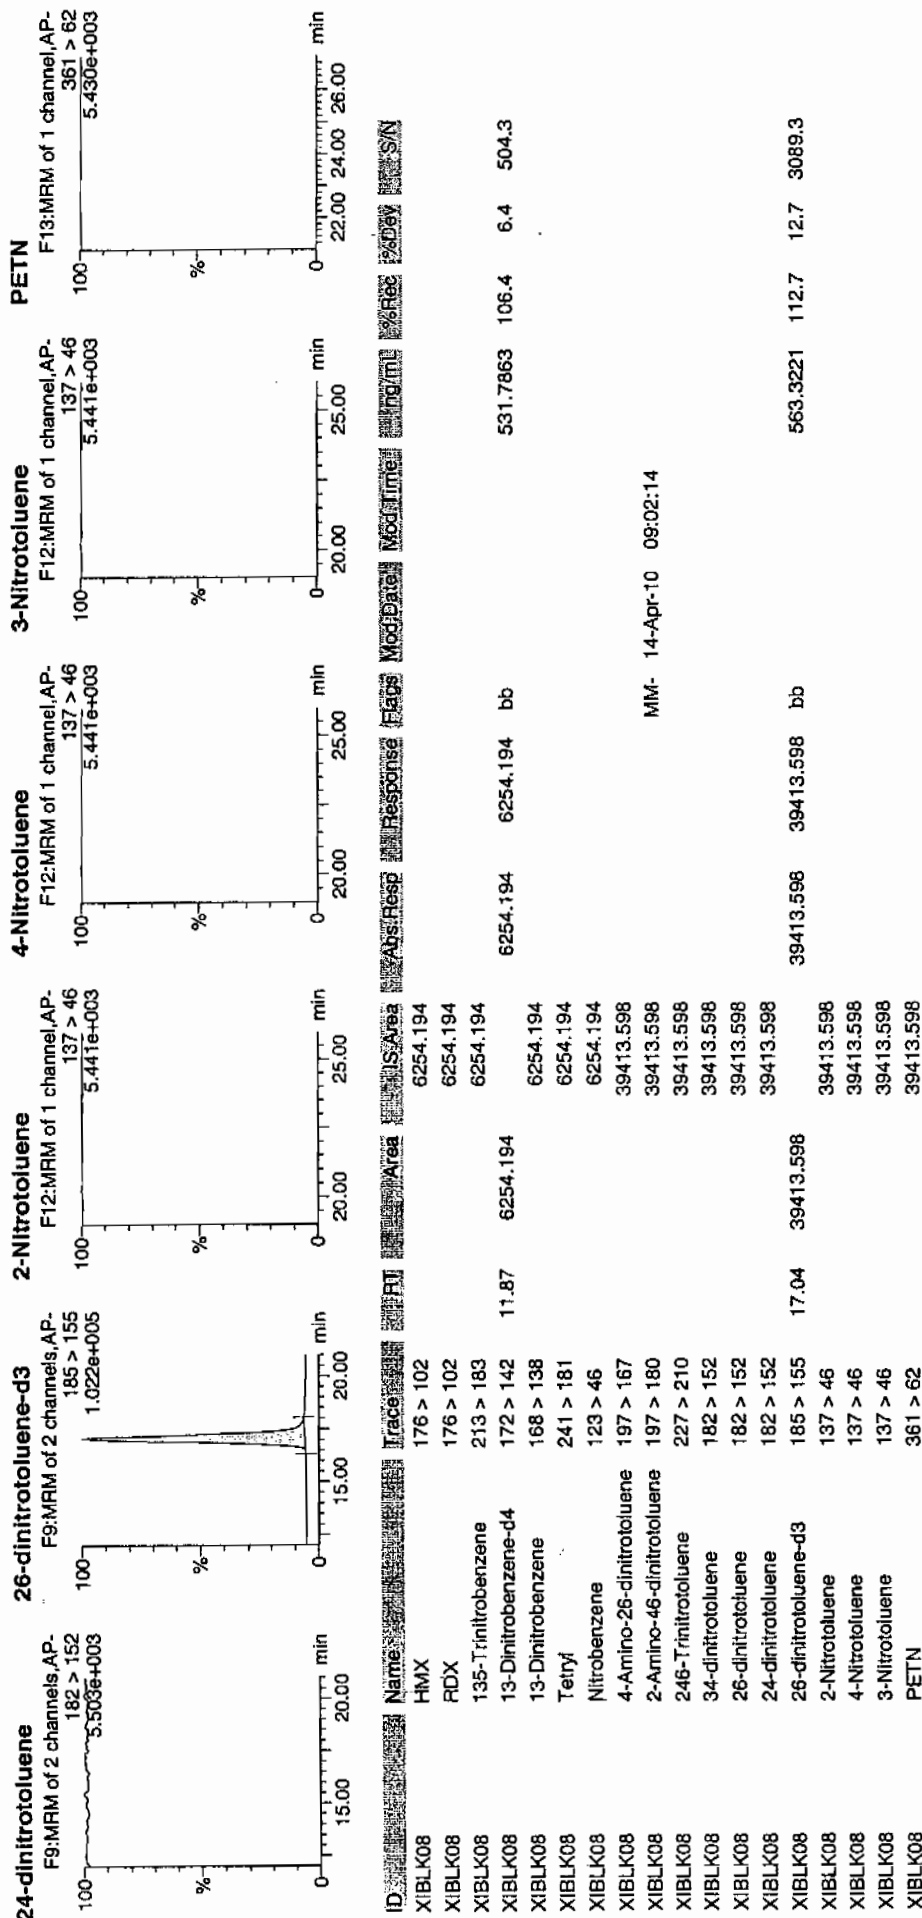 24-dinitrotoluene
F9:MRM of 2 channels,AP-
182 > 152
5.503e+003
100
%
0
15.00 20.00 min
26-dinitrotoluene-d3
F9:MRM of 2 channels,AP-
185 > 155
1.022e+005
100
%
0
15.00 20.00 min
2-Nitrotoluene
F12:MRM of 1 channel,AP-
137 > 46
5.441e+003
100
%
0
20.00 25.00 min
4-Nitrotoluene
F12:MRM of 1 channel,AP-
137 > 46
5.441e+003
100
%
0
20.00 25.00 min
3-Nitrotoluene
F12:MRM of 1 channel,AP-
137 > 46
5.441e+003
100
%
0
20.00 25.00 min
PETN
F13:MRM of 1 channel,AP-
361 > 62
5.430e+003
100
%
0
22.00 24.00 26.00 min
ID Name Trace RT Area IS Area Abs.Resp Response Flags Mod.Date Mod.Time ng/mL %Rec %Dev S/N
XIBLK08 HMX 176 > 102 6254.194
XIBLK08 RDX 176 > 102 6254.194
XIBLK08 135-Trinitrobenzene 213 > 183 6254.194
XIBLK08 13-Dinitrobenzene-d4 172 > 142 11.87 6254.194 6254.194 6254.194 bb 531.7863 106.4 6.4 504.3
XIBLK08 13-Dinitrobenzene 168 > 138 6254.194
XIBLK08 Tetryl 241 > 181 6254.194
XIBLK08 Nitrobenzene 123 > 46 6254.194
XIBLK08 4-Amino-26-dinitrotoluene 197 > 167 39413.598
XIBLK08 2-Amino-46-dinitrotoluene 197 > 180 39413.598 MM- 14-Apr-10 09:02:14
XIBLK08 246-Trinitrotoluene 227 > 210 39413.598
XIBLK08 34-dinitrotoluene 182 > 152 39413.598
XIBLK08 26-dinitrotoluene 182 > 152 39413.598
XIBLK08 24-dinitrotoluene 182 > 152 39413.598
XIBLK08 26-dinitrotoluene-d3 185 > 155 17.04 39413.598 39413.598 39413.598 bb 563.3221 112.7 12.7 3089.3
XIBLK08 2-Nitrotoluene 137 > 46 39413.598
XIBLK08 4-Nitrotoluene 137 > 46 39413.598
XIBLK08 3-Nitrotoluene 137 > 46 39413.598
XIBLK08 PETN 361 > 62 39413.598